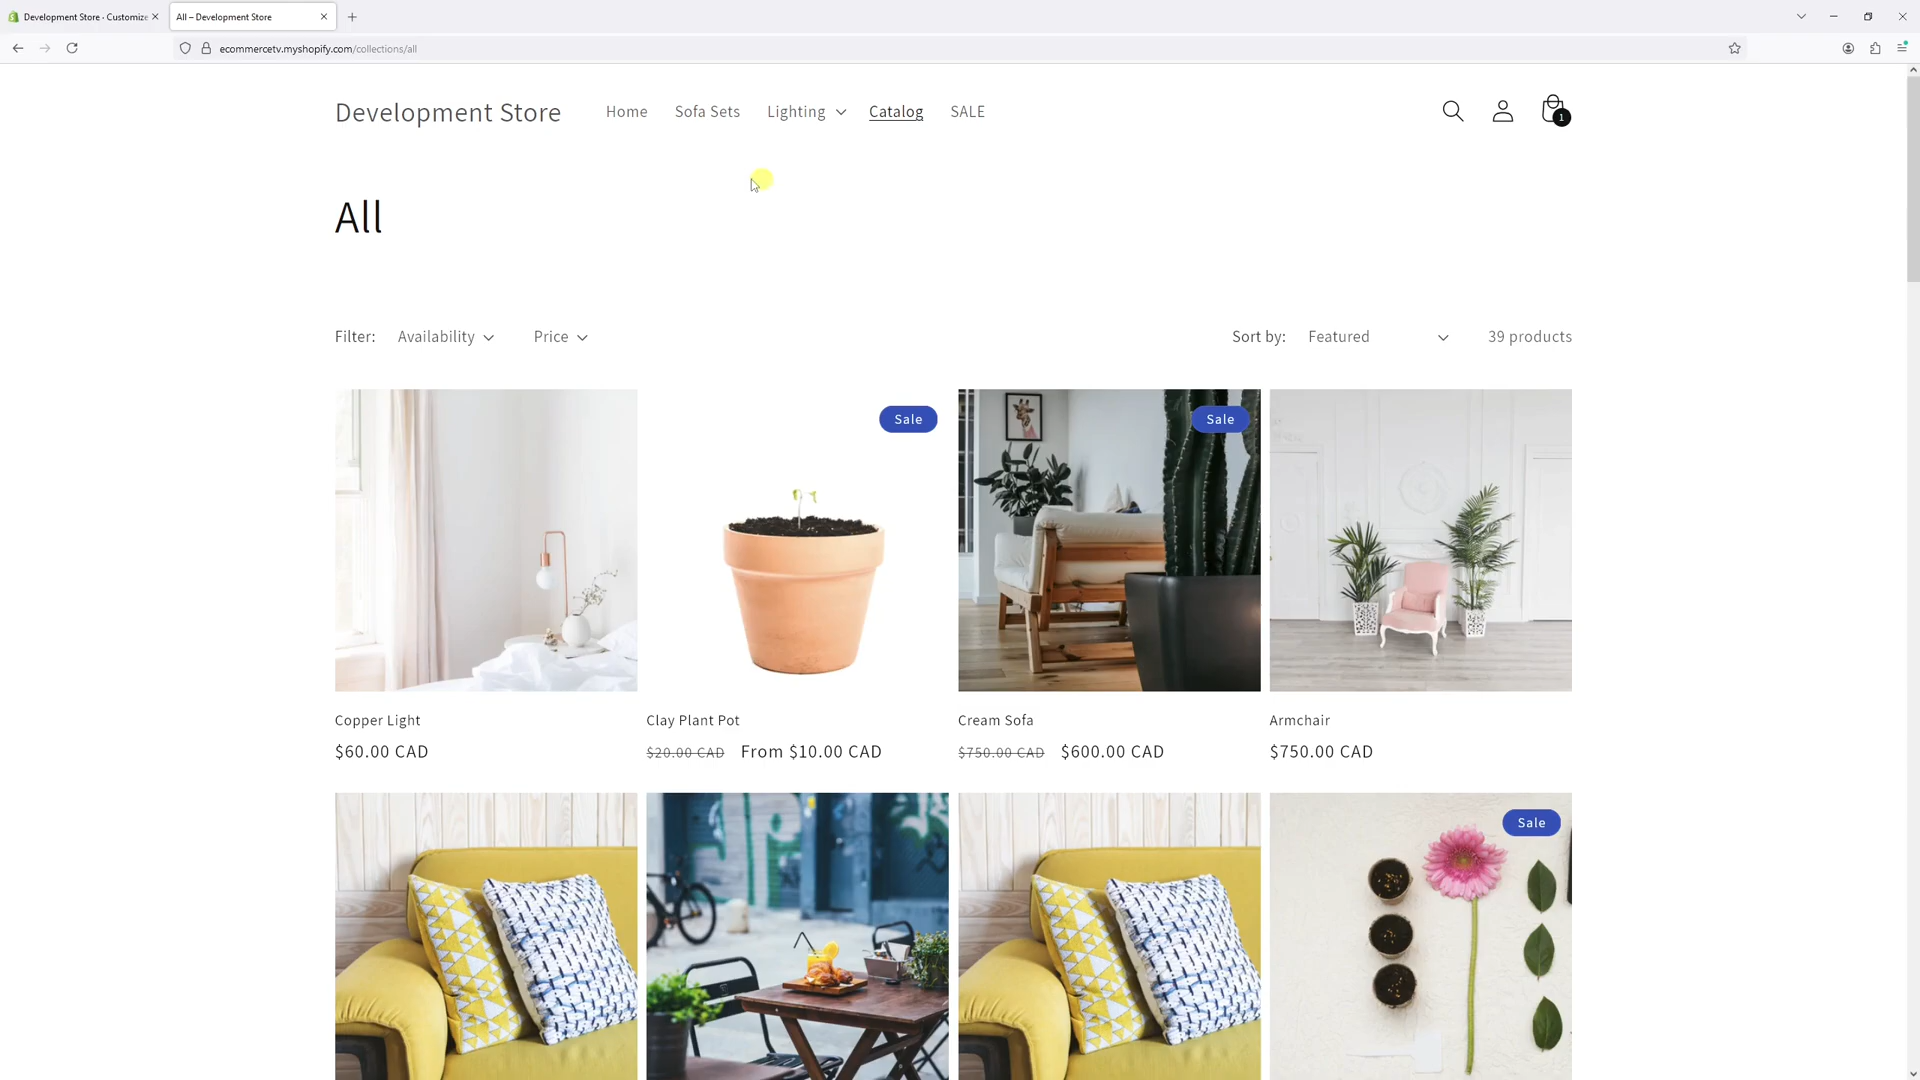 Development Store · Customize
All – Development Store
ecommercetv.myshopify.com/collections/all
Development Store
Home
Sofa Sets
Lighting
Catalog
SALE
1
All
Filter:
Availability
Price
Sort by:
Featured
39 products
Sale
Sale
Copper Light
$60.00 CAD
Clay Plant Pot
$20.00 CAD From $10.00 CAD
Cream Sofa
$750.00 CAD $600.00 CAD
Armchair
$750.00 CAD
Sale